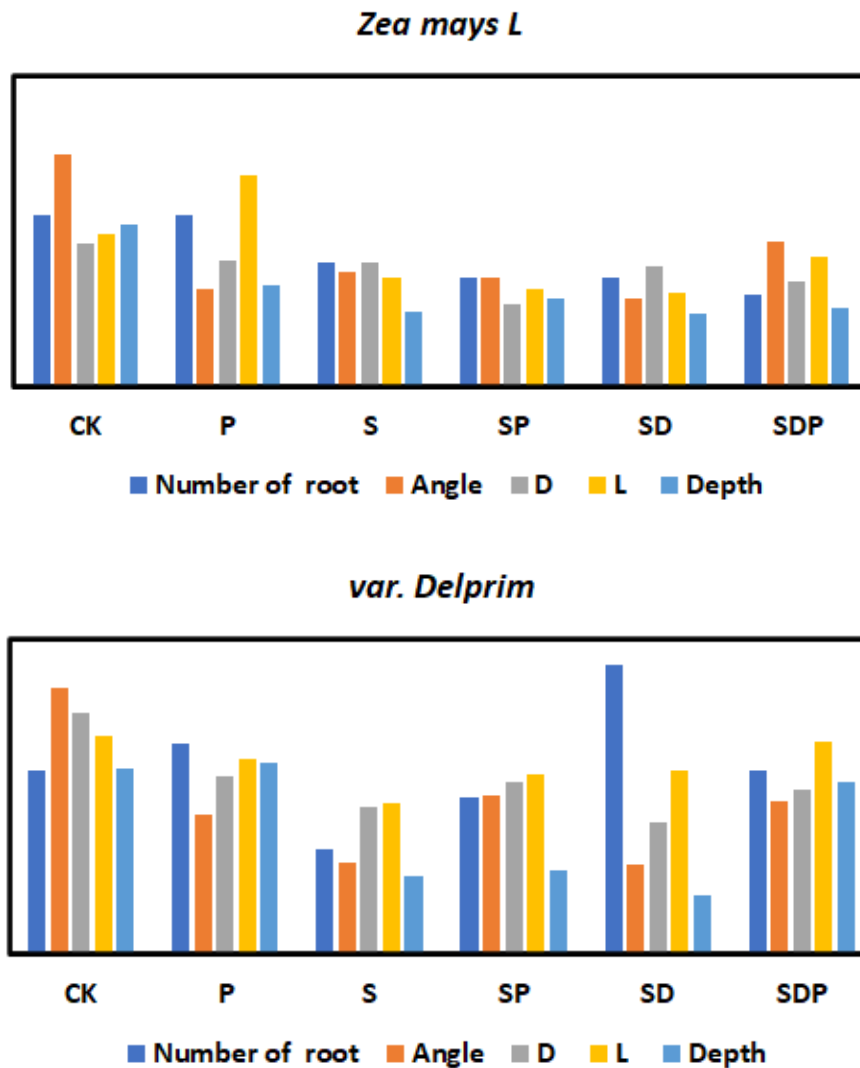 Zea mays L
CK P S SP SD SDP
Number of root Angle D L Depth
var. Delprim
CK P S SP SD SDP
Number of root Angle D L Depth